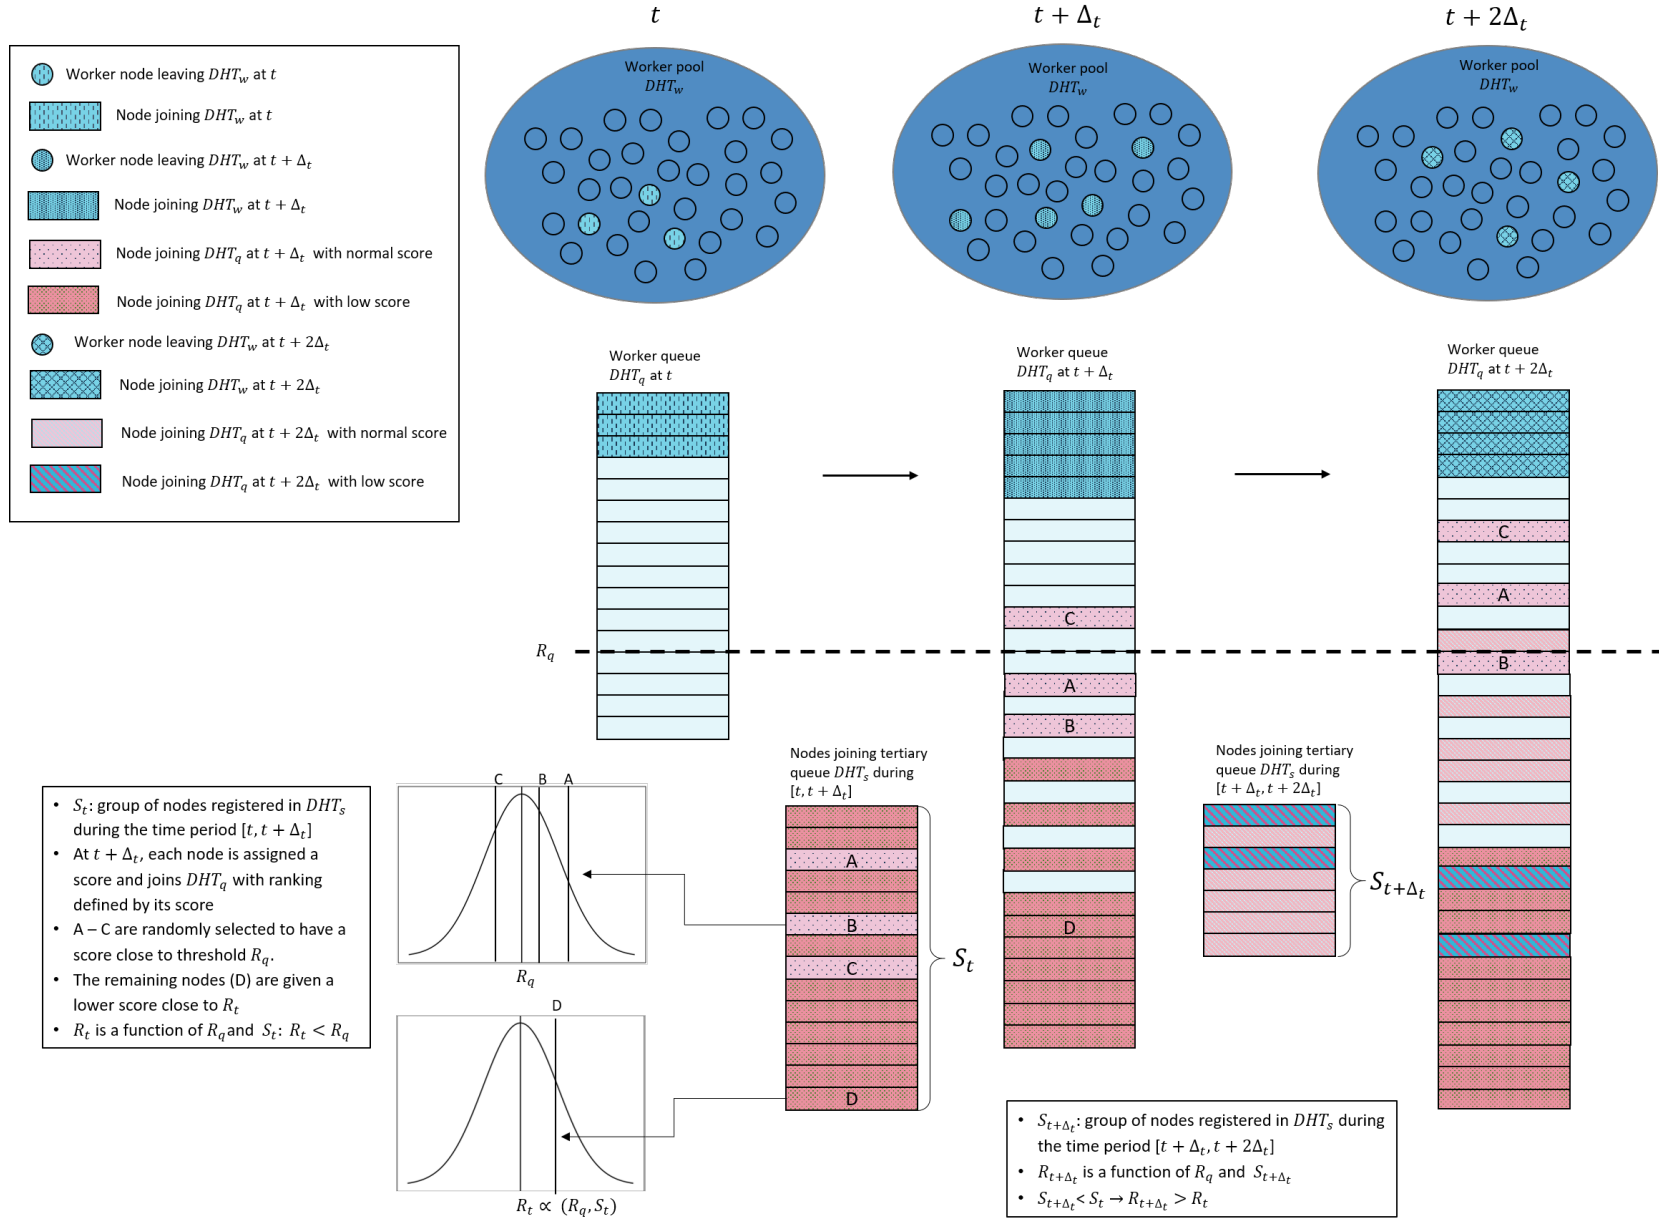 t
t + Δt
t + 2Δt
Worker node leaving DHTw at t
Node joining DHTw at t
Worker node leaving DHTw at t + Δt
Node joining DHTw at t + Δt
Node joining DHTq at t + Δt with normal score
Node joining DHTq at t + Δt with low score
Worker node leaving DHTw at t + 2Δt
Node joining DHTw at t + 2Δt
Node joining DHTq at t + 2Δt with normal score
Node joining DHTq at t + 2Δt with low score
Worker pool
DHTw
Worker pool
DHTw
Worker pool
DHTw
Worker queue
DHTq at t
Worker queue
DHTq at t + Δt
Worker queue
DHTq at t + 2Δt
C
A
B
D
C
A
B
Rq
Nodes joining tertiary
queue DHTs during
[t, t + Δt]
A
B
C
D
St
Nodes joining tertiary
queue DHTs during
[t + Δt, t + 2Δt]
St+Δt
C
B
A
Rq
D
Rt ∝ (Rq, St)
• St: group of nodes registered in DHTs
during the time period [t, t + Δt]
• At t + Δt, each node is assigned a
score and joins DHTq with ranking
defined by its score
• A – C are randomly selected to have a
score close to threshold Rq.
• The remaining nodes (D) are given a
lower score close to Rt
• Rt is a function of Rq and St: Rt < Rq
• St+Δt: group of nodes registered in DHTs during
the time period [t + Δt, t + 2Δt]
• Rt+Δt is a function of Rq and St+Δt
• St+Δt< St → Rt+Δt > Rt